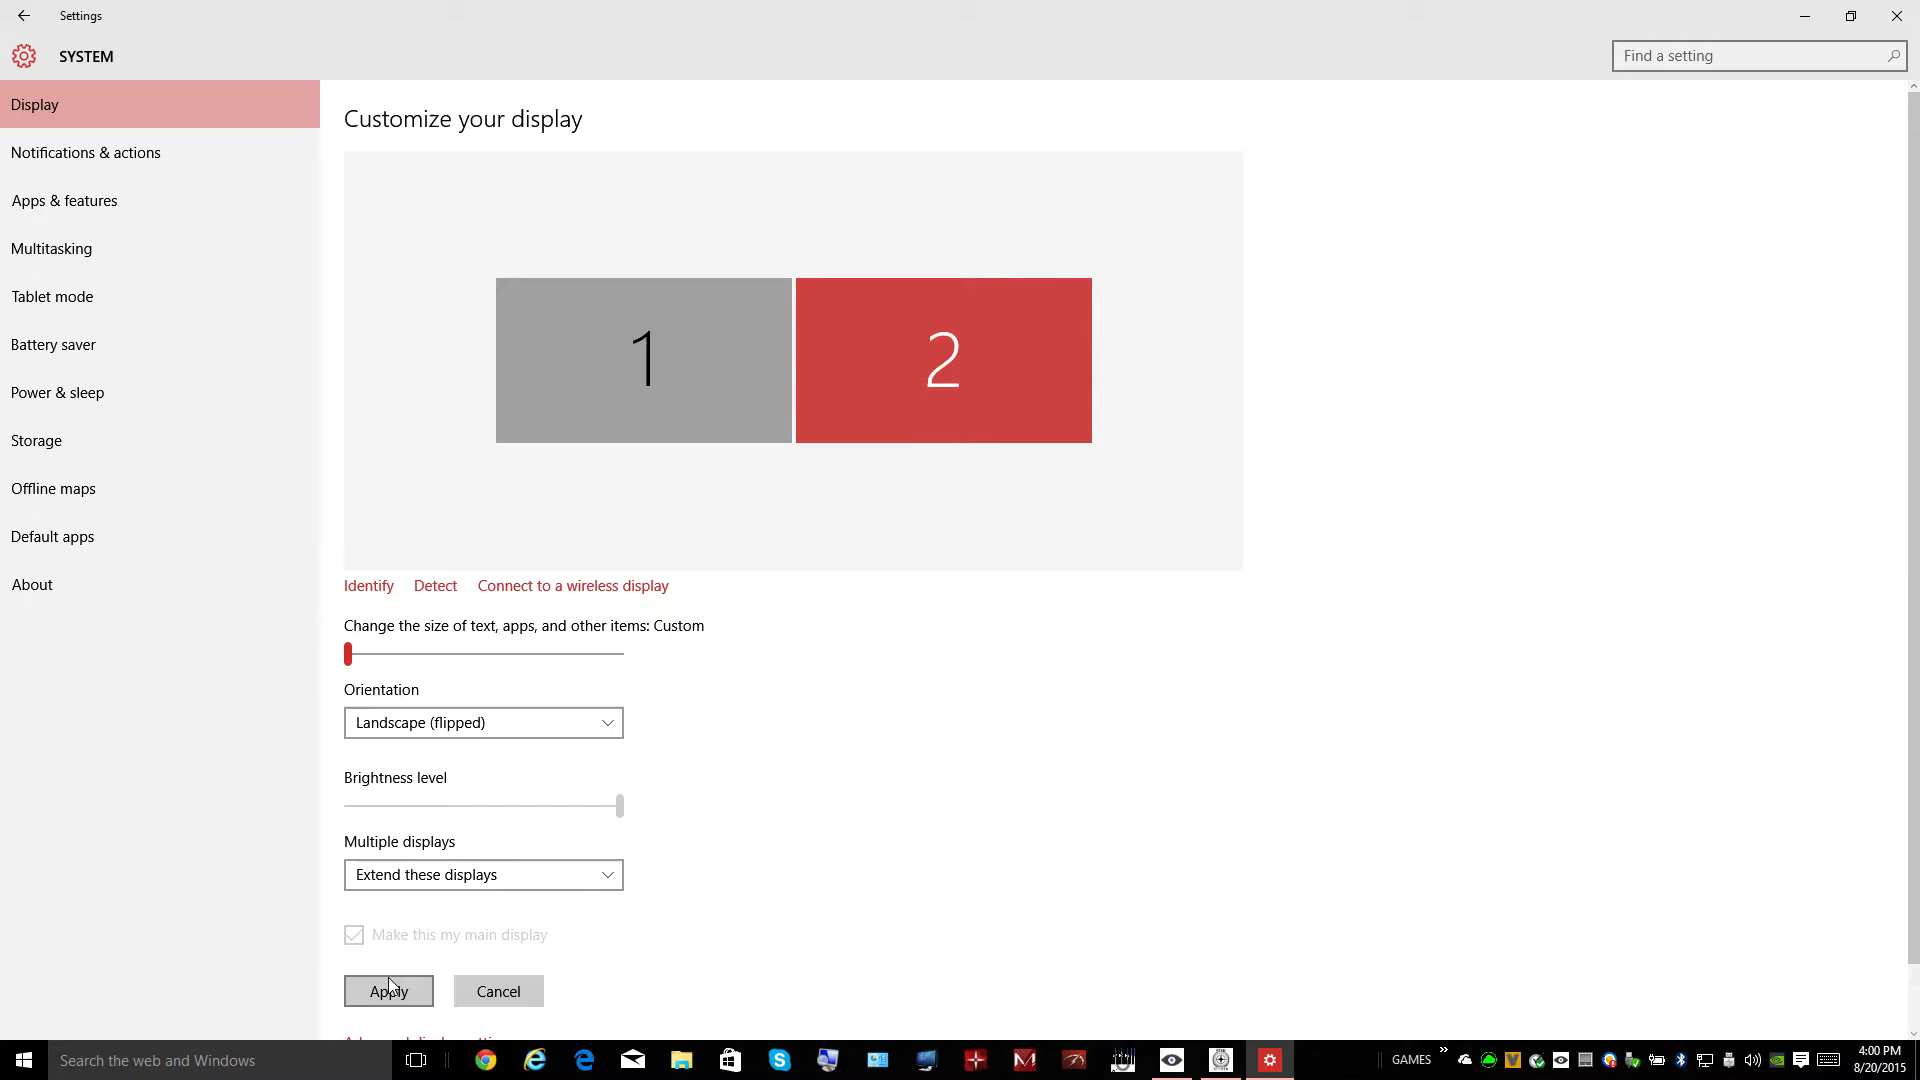 Settings
SYSTEM
Find a setting
Display
Notifications & actions
Apps & features
Multitasking
Tablet mode
Battery saver
Power & sleep
Storage
Offline maps
Default apps
About
Customize your display
1
2
Identify Detect Connect to a wireless display
Change the size of text, apps, and other items: Custom
Orientation
Landscape (flipped)
Brightness level
Multiple displays
Extend these displays
Make this my main display
Apply Cancel
Search the web and Windows
GAMES
4:00 PM
8/20/2015